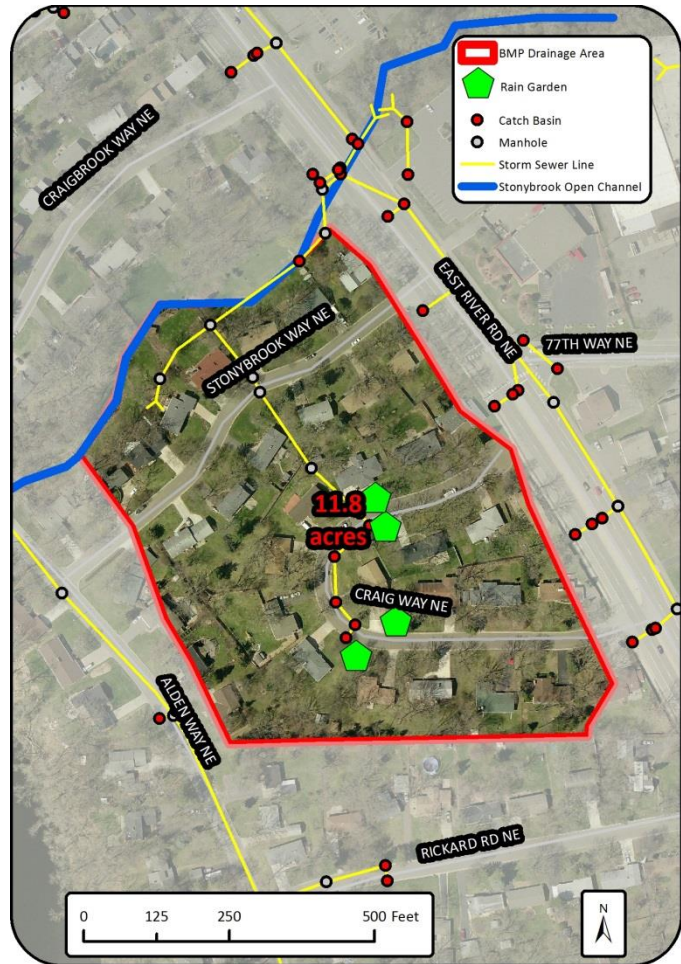 BMP Drainage Area
Rain Garden
Catch Basin
Manhole
Storm Sewer Line
Stonybrook Open Channel
CRAIGBROOK WAY NE
EAST RIVER RD NE
77TH WAY NE
STONYBROOK WAY NE
11.8
acres
CRAIG WAY NE
ALDEN WAY NE
RICKARD RD NE
0 125 250 500 Feet
N